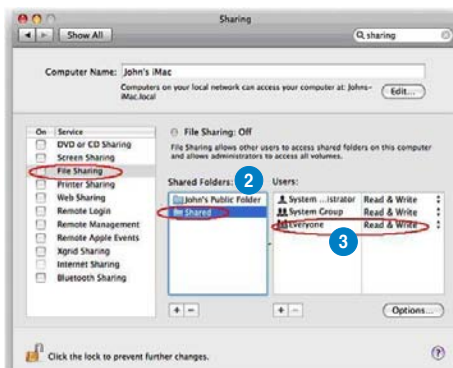 Sharing
Show All
sharing
Computer Name: John's iMac
Computers on your local network can access your computer at: Johns-
iMac.local
Edit...
On Service
DVD or CD Sharing
Screen Sharing
File Sharing
Printer Sharing
Web Sharing
Remote Login
Remote Management
Remote Apple Events
Xgrid Sharing
Internet Sharing
Bluetooth Sharing
File Sharing: Off
File Sharing allows other users to access shared folders on this computer
and allows administrators to access all volumes.
Shared Folders:
2
John's Public Folder
Shared
Users:
System ...istrator Read & Write
System Group Read & Write
Everyone Read & Write
3
+ -
+ -
Options...
Click the lock to prevent further changes.
?